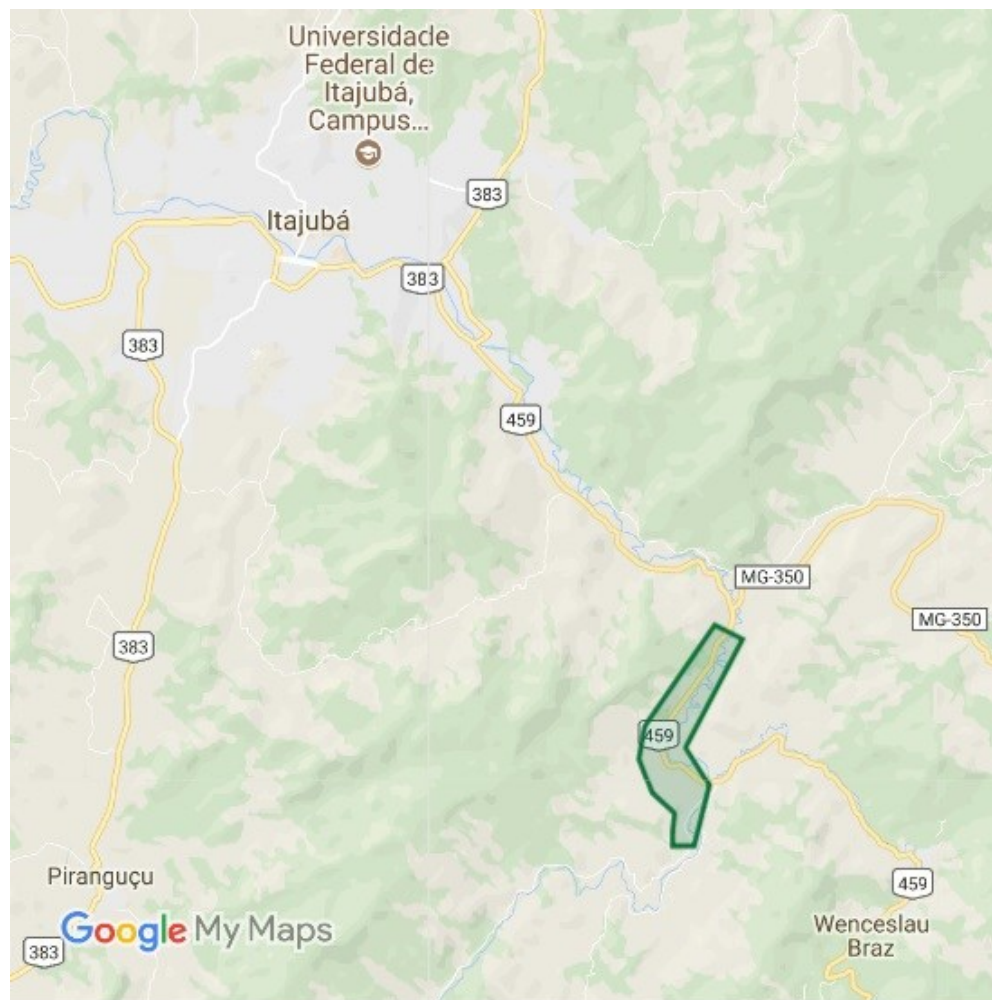 Universidade
Federal de
Itajubá,
Campus...
383
Itajubá
383
383
459
MG-350
MG-350
383
459
Piranguçu
459
Wenceslau
Braz
Google My Maps
383